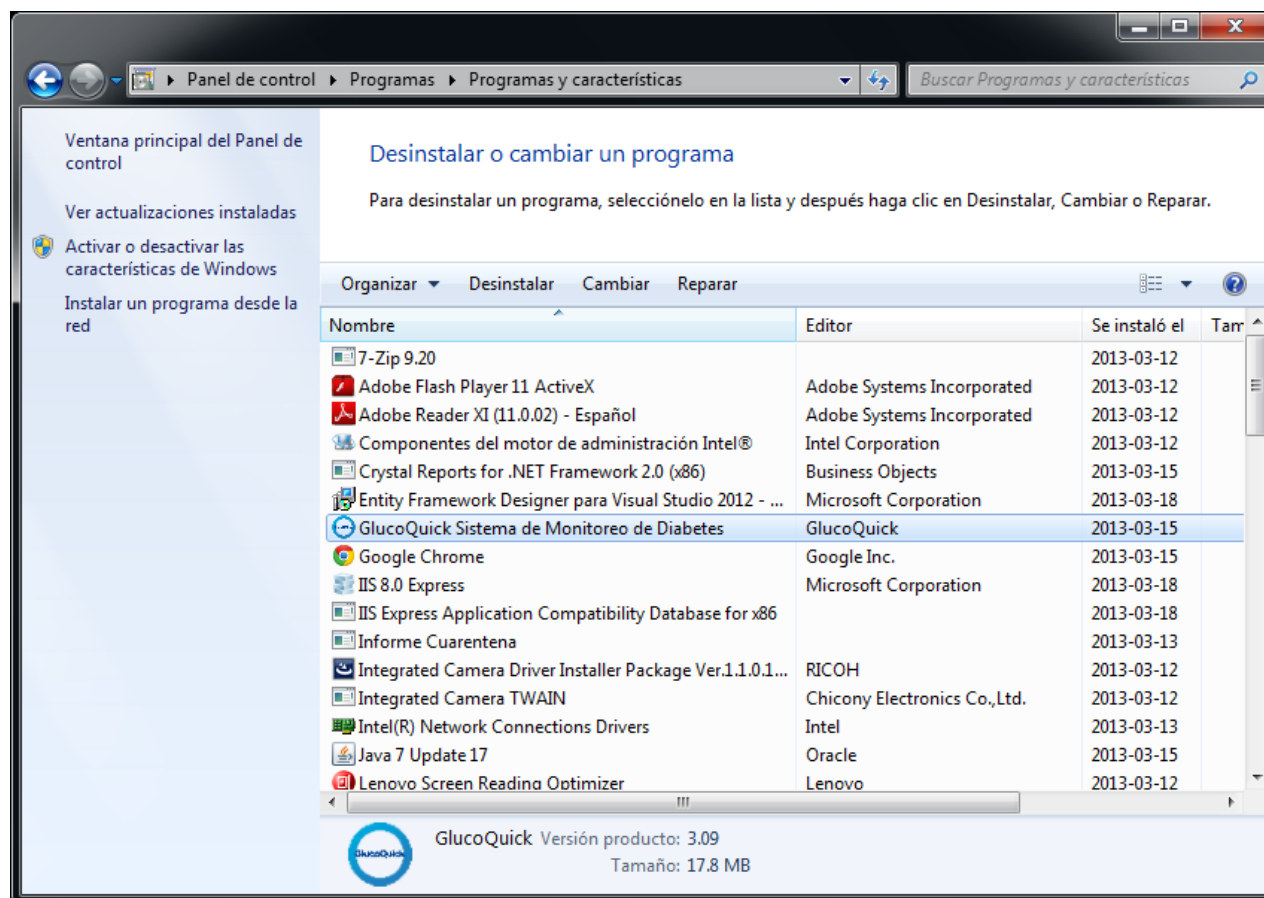 Panel de control
Programas
Programas y características
Buscar Programas y características
Ventana principal del Panel de
control
Ver actualizaciones instaladas
Activar o desactivar las
características de Windows
Instalar un programa desde la
red
Desinstalar o cambiar un programa
Para desinstalar un programa, selecciónelo en la lista y después haga clic en Desinstalar, Cambiar o Reparar.
Organizar Desinstalar Cambiar Reparar
Nombre Editor Se instaló el Tam
7-Zip 9.20 2013-03-12
Adobe Flash Player 11 ActiveX Adobe Systems Incorporated 2013-03-12
Adobe Reader XI (11.0.02) - Español Adobe Systems Incorporated 2013-03-12
Componentes del motor de administración Intel® Intel Corporation 2013-03-12
Crystal Reports for .NET Framework 2.0 (x86) Business Objects 2013-03-15
Entity Framework Designer para Visual Studio 2012 - ... Microsoft Corporation 2013-03-18
GlucoQuick Sistema de Monitoreo de Diabetes GlucoQuick 2013-03-15
Google Chrome Google Inc. 2013-03-15
IIS 8.0 Express Microsoft Corporation 2013-03-18
IIS Express Application Compatibility Database for x86 2013-03-18
Informe Cuarentena 2013-03-13
Integrated Camera Driver Installer Package Ver.1.1.0.1... RICOH 2013-03-12
Integrated Camera TWAIN Chicony Electronics Co.,Ltd. 2013-03-12
Intel(R) Network Connections Drivers Intel 2013-03-13
Java 7 Update 17 Oracle 2013-03-15
Lenovo Screen Reading Optimizer Lenovo 2013-03-12
GlucoQuick
GlucoQuick Versión producto: 3.09
Tamaño: 17.8 MB